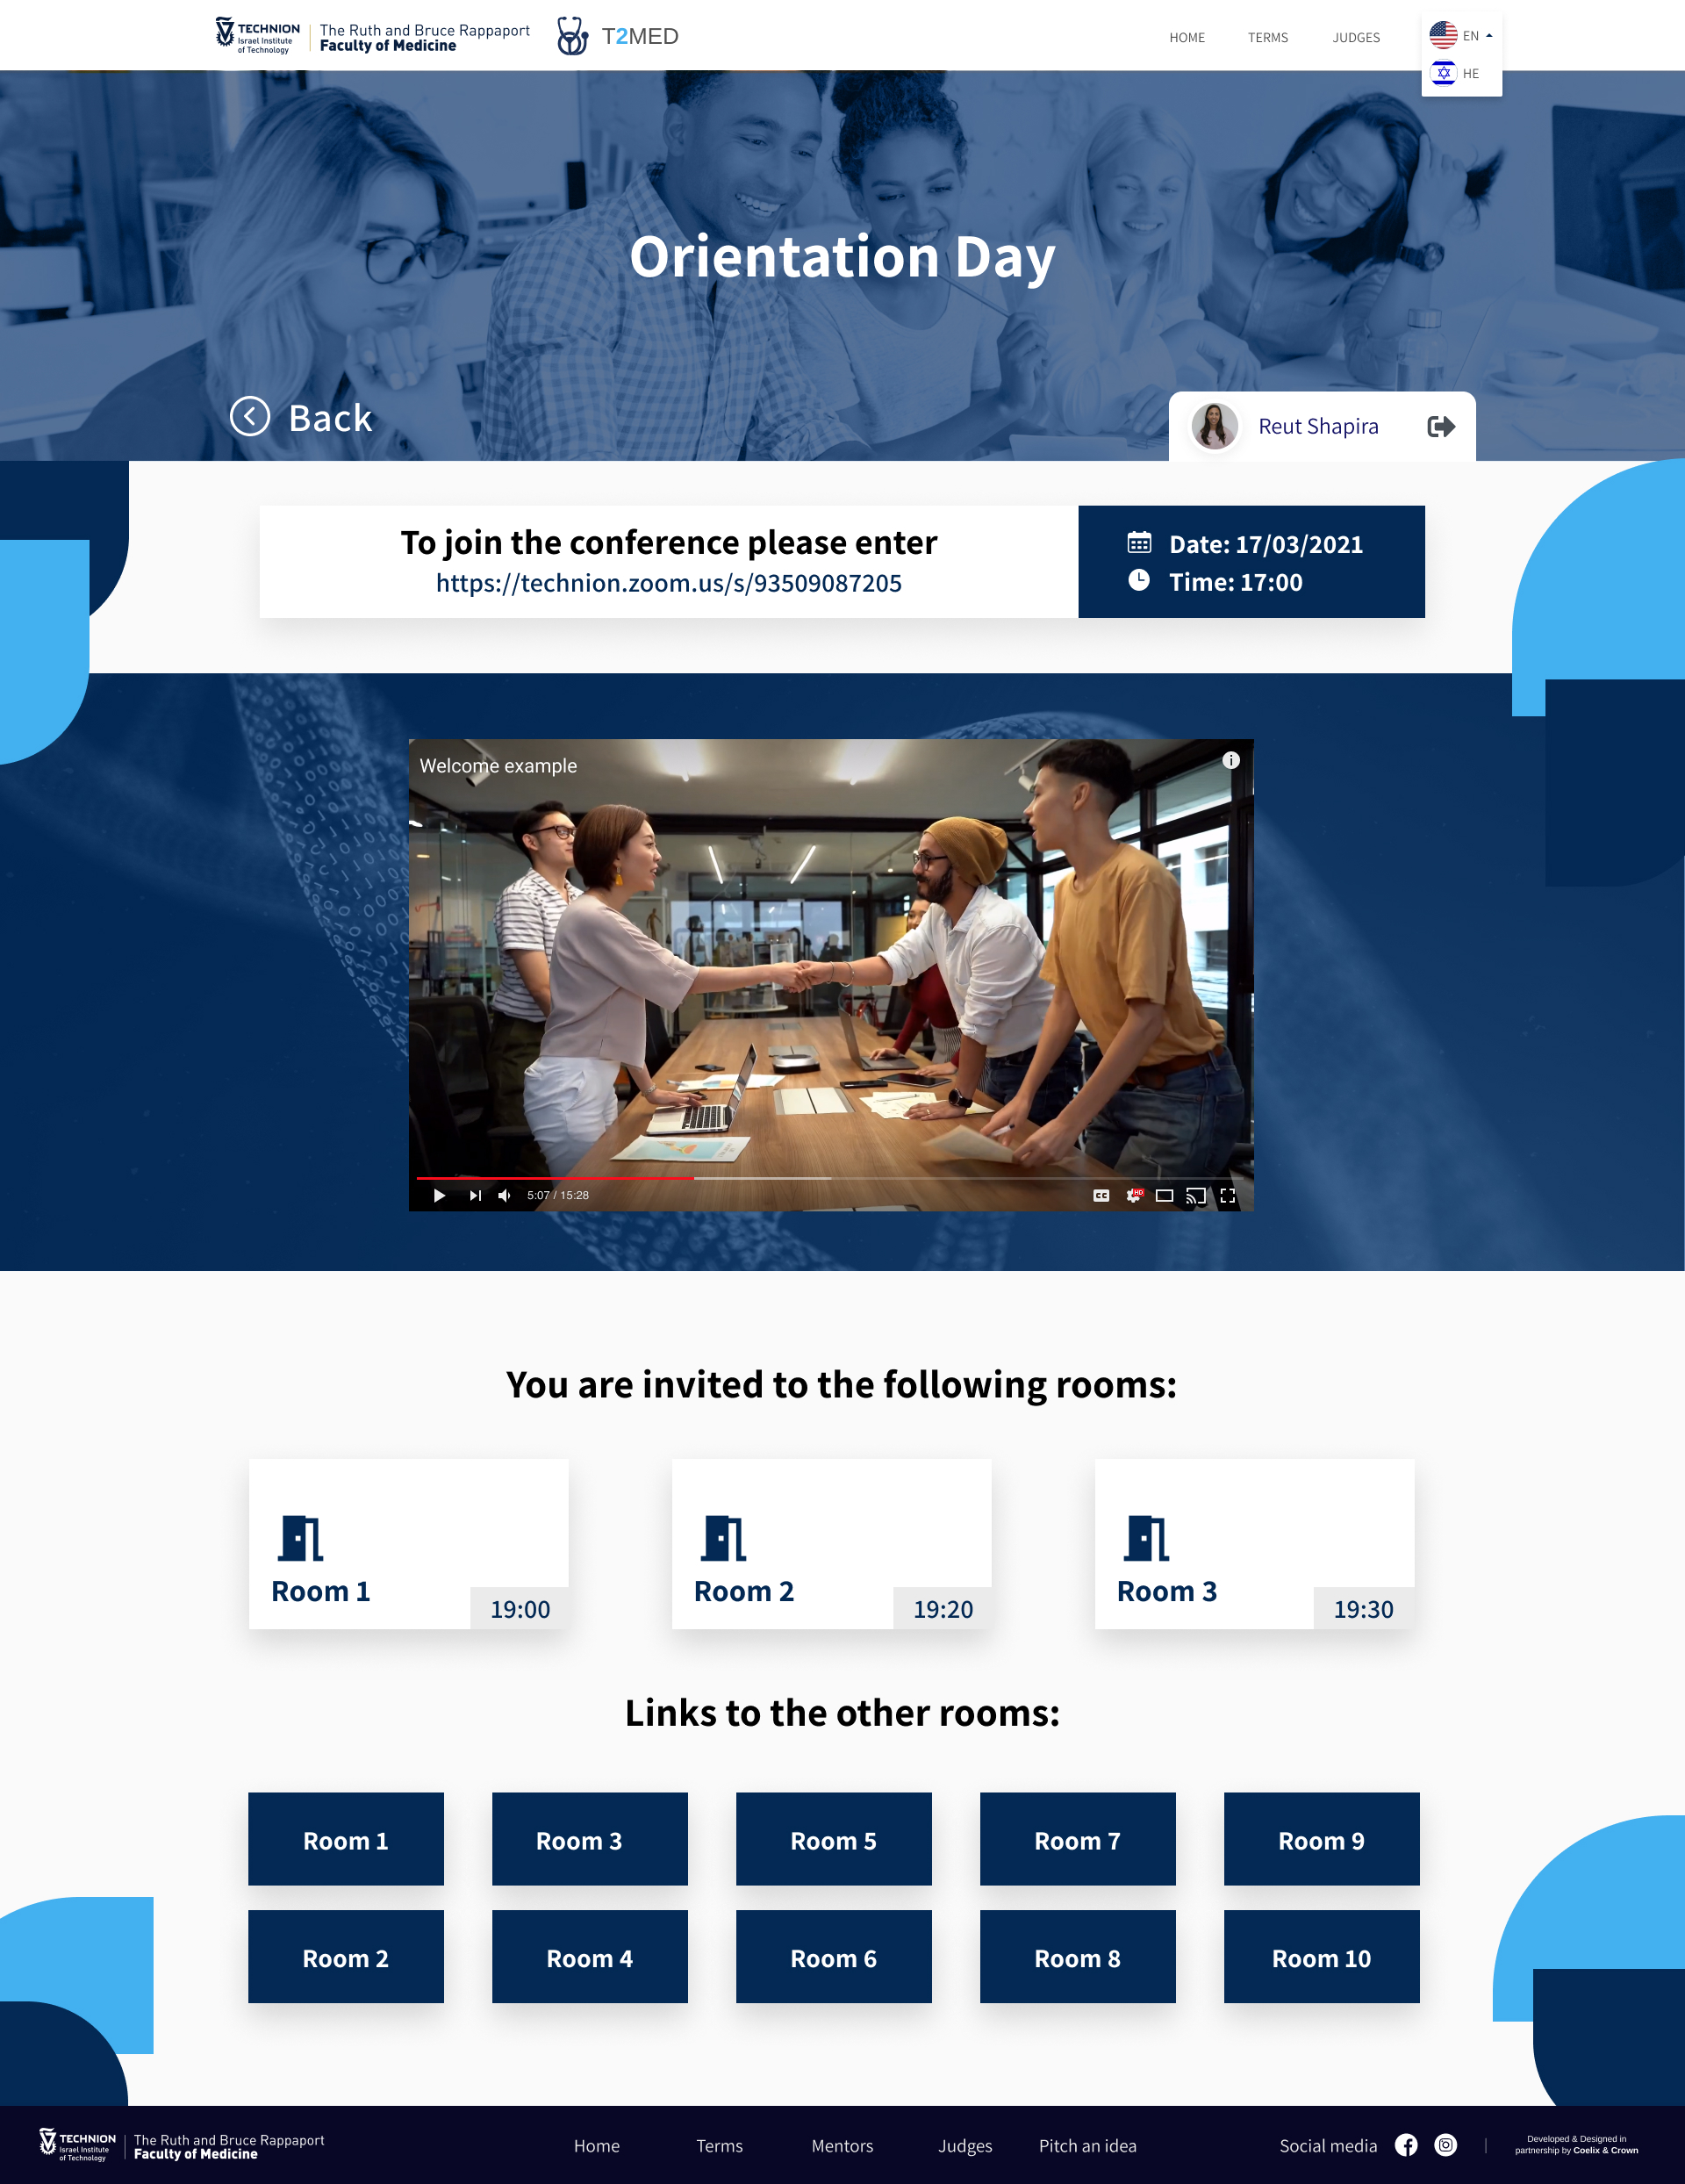 TECHNION
Israel Institute
of Technology
The Ruth and Bruce Rappaport
Faculty of Medicine
T2MED
HOME
TERMS
JUDGES
EN
HE
Orientation Day
Back
Reut Shapira
To join the conference please enter
https://technion.zoom.us/s/93509087205
Date: 17/03/2021
Time: 17:00
Welcome example
i
5:07 / 15:28
CC
HD
You are invited to the following rooms:
Room 1
19:00
Room 2
19:20
Room 3
19:30
Links to the other rooms:
Room 1
Room 3
Room 5
Room 7
Room 9
Room 2
Room 4
Room 6
Room 8
Room 10
TECHNION
Israel Institute
of Technology
The Ruth and Bruce Rappaport
Faculty of Medicine
Home
Terms
Mentors
Judges
Pitch an idea
Social media
Developed & Designed in
partnership by Coelix & Crown